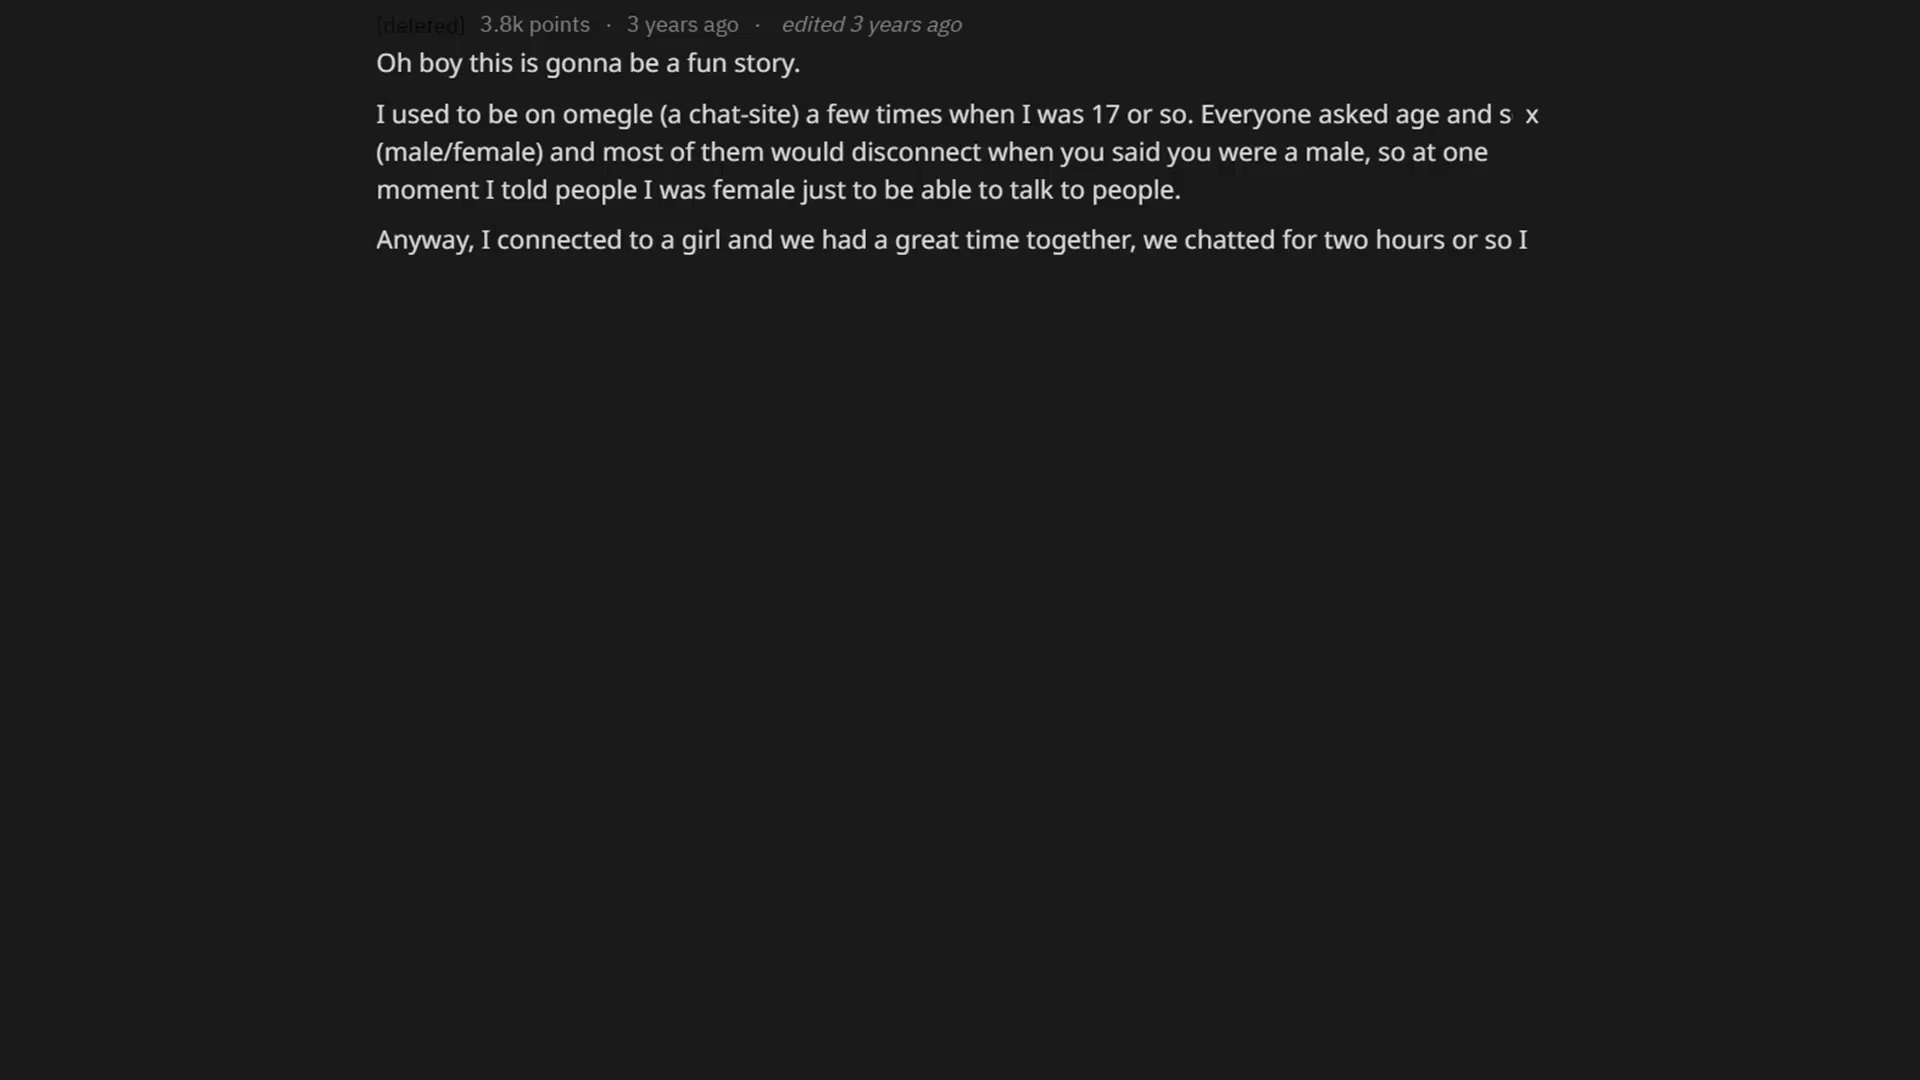 [deleted] 3.8k points · 3 years ago · edited 3 years ago
Oh boy this is gonna be a fun story.
I used to be on omegle (a chat-site) a few times when I was 17 or so. Everyone asked age and s x
(male/female) and most of them would disconnect when you said you were a male, so at one
moment I told people I was female just to be able to talk to people.
Anyway, I connected to a girl and we had a great time together, we chatted for two hours or so I